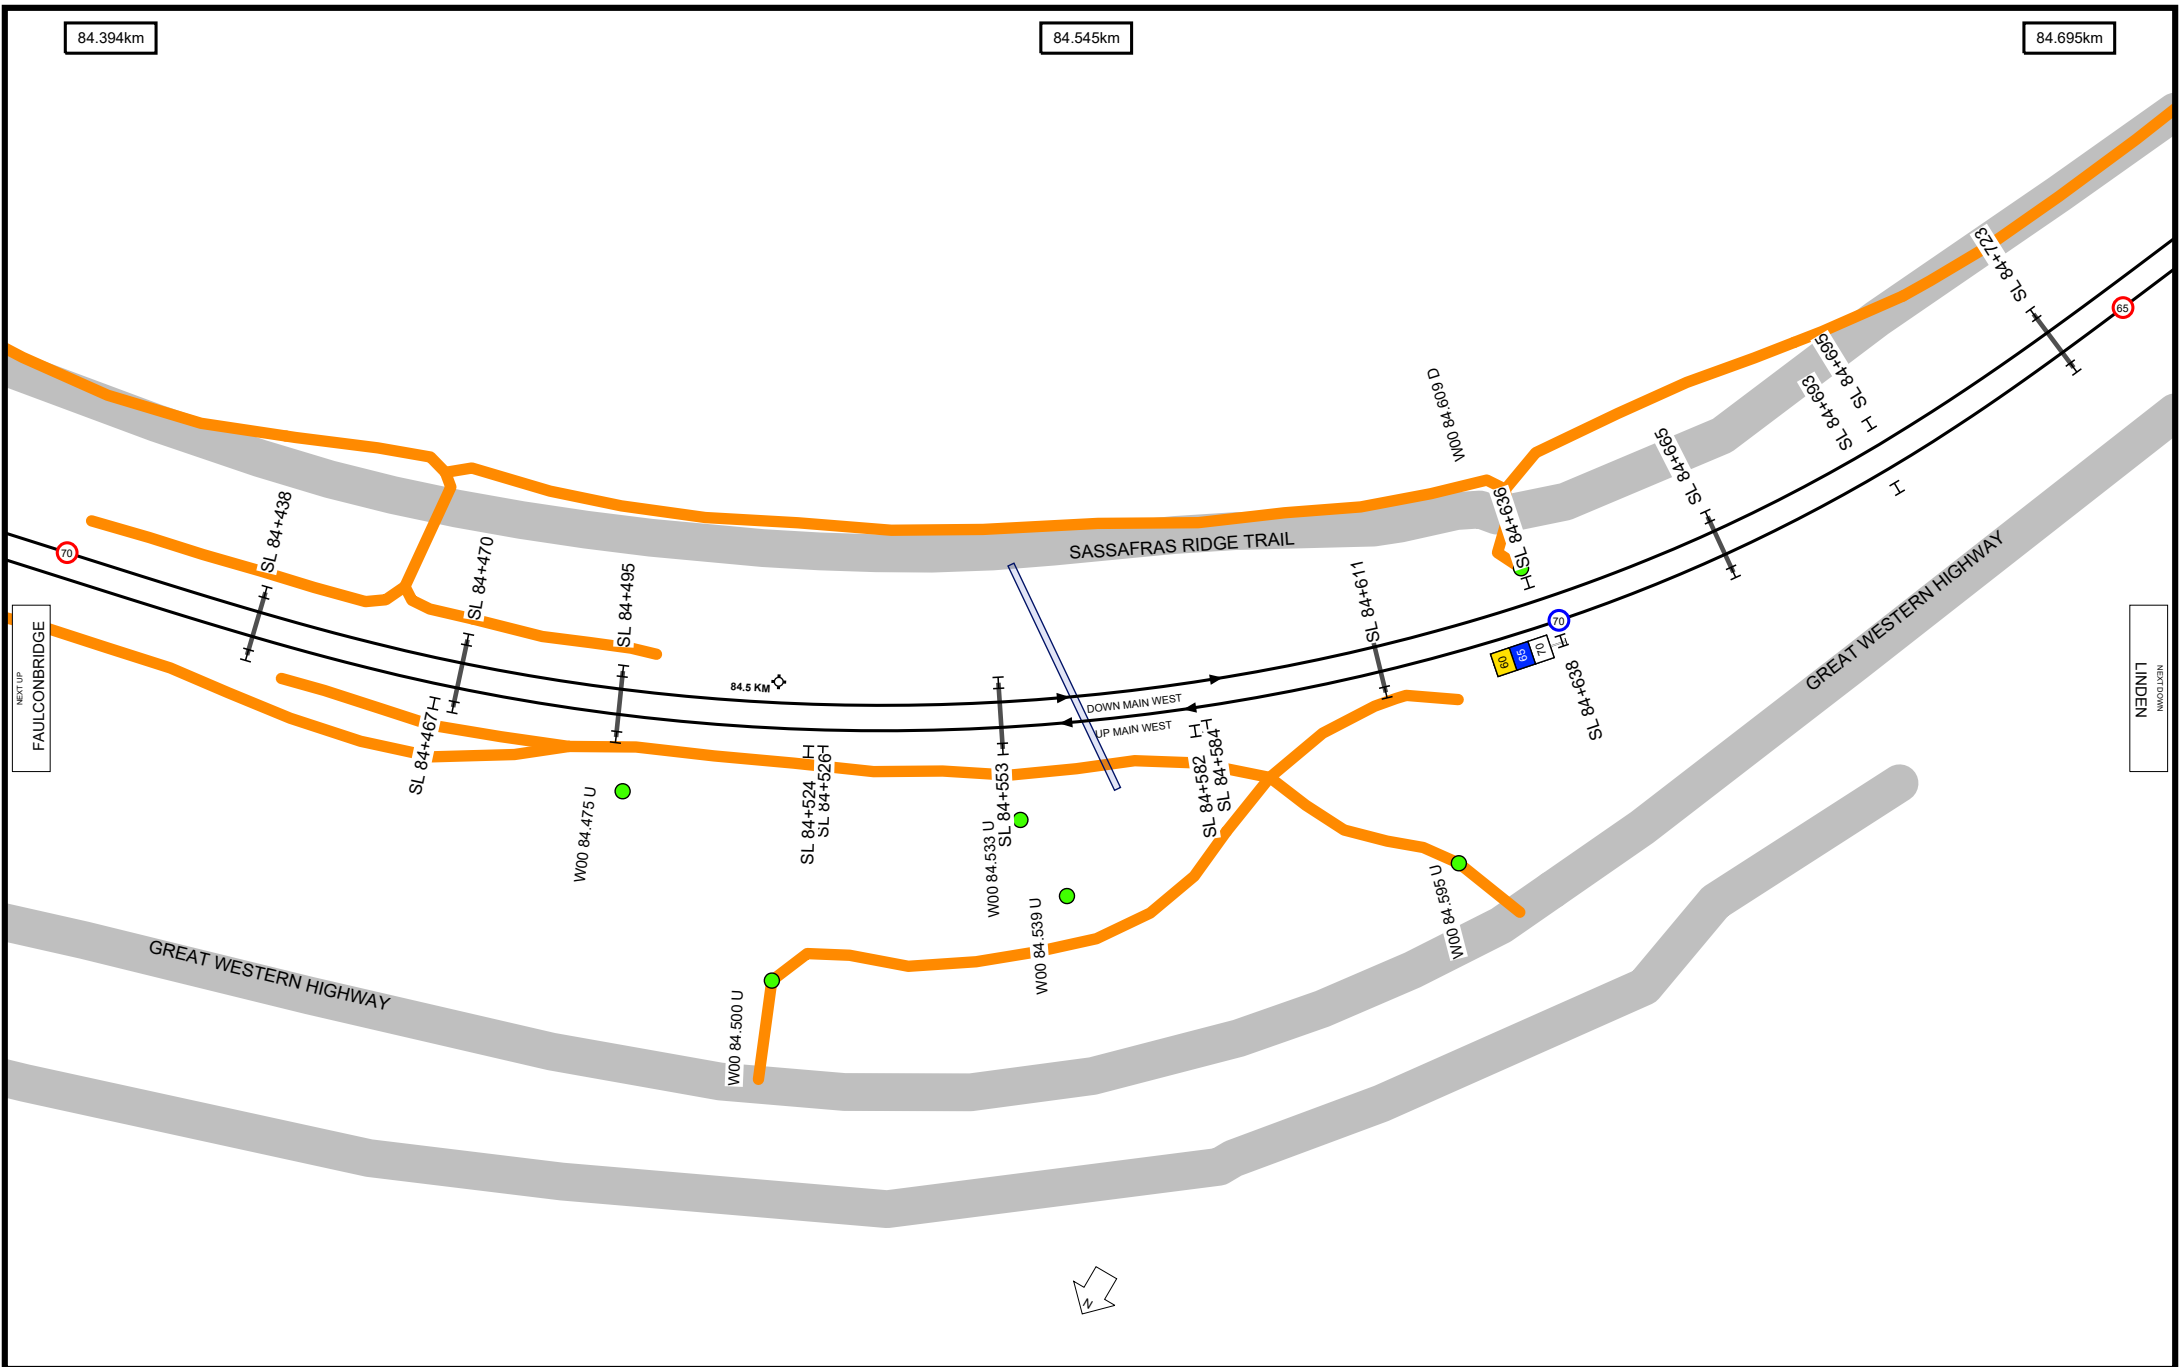 84.394km
84.545km
84.695km
SL 84+723
SL 84+695
SL 84+693
65
W00 84.609 D
SL 84+665
SL 84+636
SL 84+438
SL 84+470
SL 84+495
SASSAFRAS RIDGE TRAIL
SL 84+611
70
70
60
65
70
SL 84+638
GREAT WESTERN HIGHWAY
NEXT UP
FAULCONBRIDGE
NEXT DOWN
LINDEN
84.5 KM
DOWN MAIN WEST
UP MAIN WEST
SL 84+467
W00 84.475 U
SL 84+524
SL 84+526
SL 84+553
W00 84.533 U
SL 84+582
SL 84+584
W00 84.539 U
W00 84.595 U
GREAT WESTERN HIGHWAY
W00 84.500 U
N